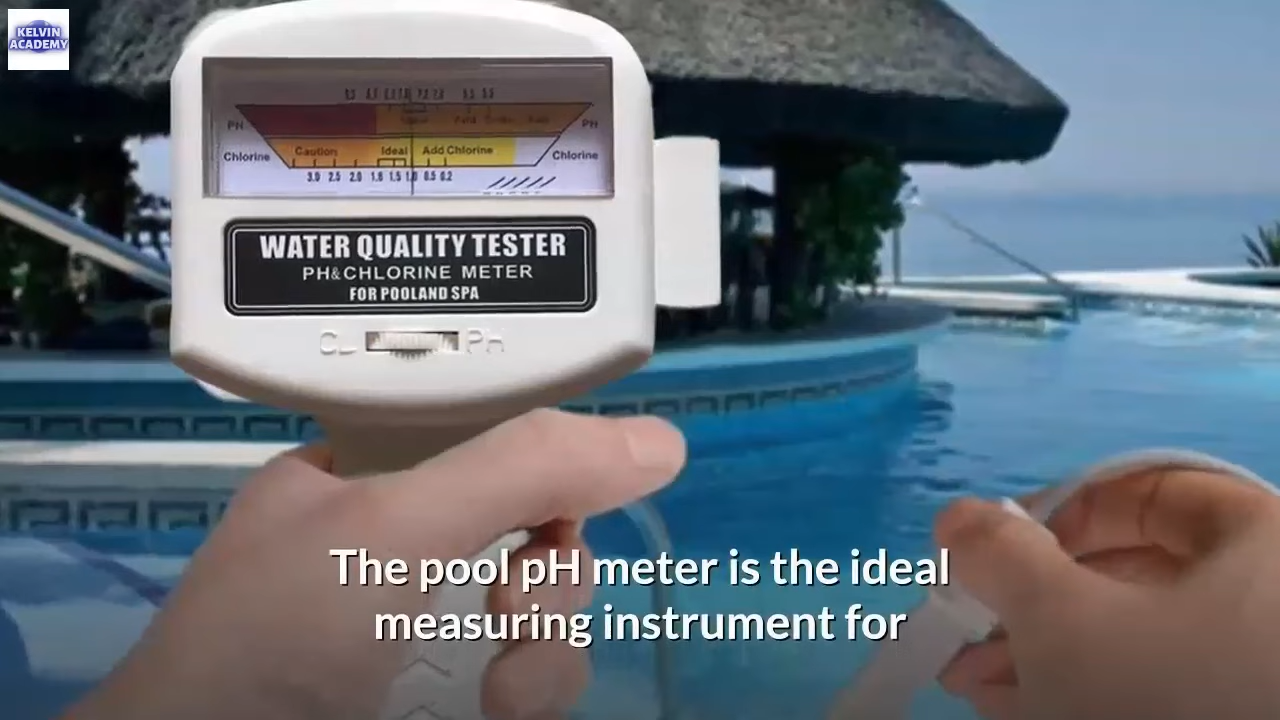 KELVIN
ACADEMY
PH
PH
Chlorine
Caution
Ideal
Add Chlorine
Chlorine
3.0 2.5 2.0 1.5 0.5 0.2
WATER QUALITY TESTER
PH&CHLORINE METER
FOR POOLAND SPA
CL
PH
The pool pH meter is the ideal
measuring instrument for